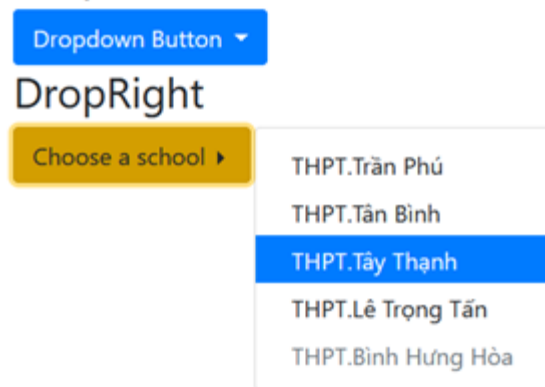 Dropdown Button
DropRight
Choose a school
THPT.Trần Phú
THPT.Tân Bình
THPT.Tây Thạnh
THPT.Lê Trọng Tấn
THPT.Bình Hưng Hòa